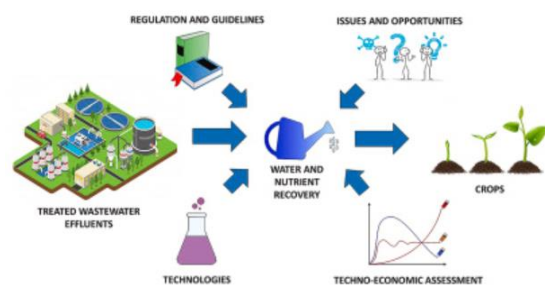 REGULATION AND GUIDELINES
ISSUES AND OPPORTUNITIES
WATER AND
NUTRIENT
RECOVERY
CROPS
TREATED WASTEWATER
EFFLUENTS
TECHNOLOGIES
TECHNO-ECONOMIC ASSESSMENT